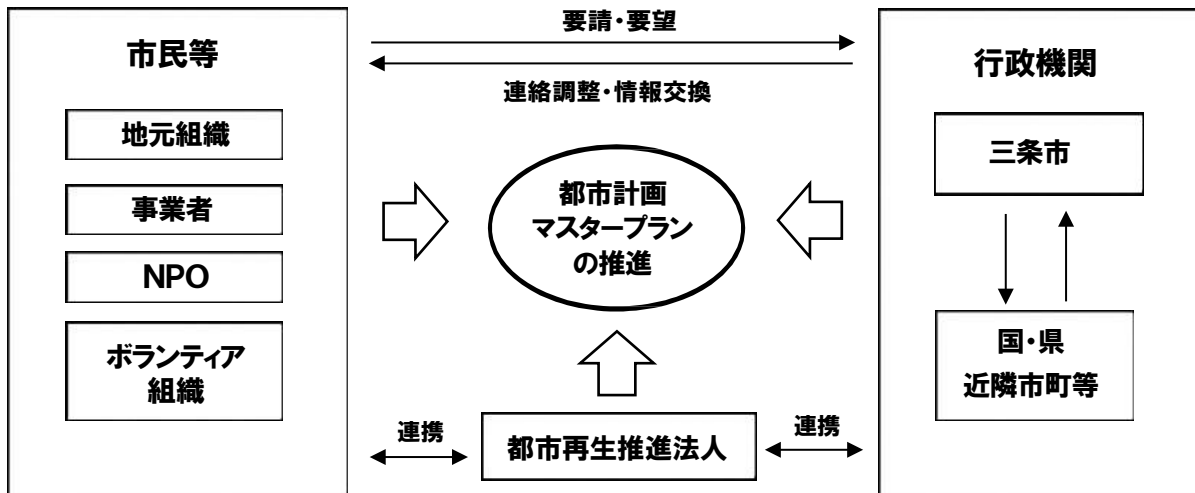 市民等
地元組織
事業者
NPO
ボランティア
組織
要請・要望
連絡調整・情報交換
都市計画
マスタープラン
の推進
連携
都市再生推進法人
連携
行政機関
三条市
国・県
近隣市町等